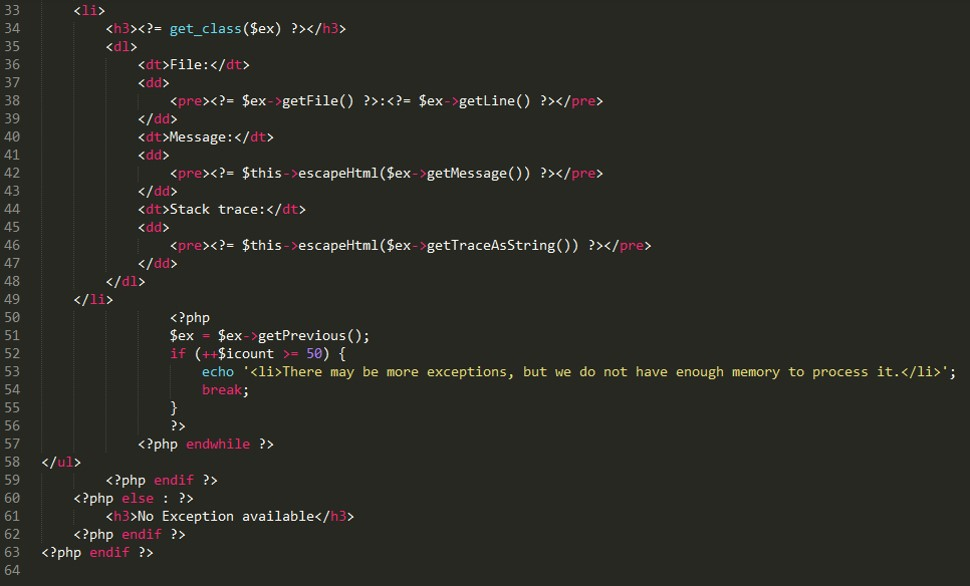 33    <li>
34        <h3><?= get_class($ex) ?></h3>
35        <dl>
36            <dt>File:</dt>
37            <dd>
38                <pre><?= $ex->getFile() ?>:<?= $ex->getLine() ?></pre>
39            </dd>
40            <dt>Message:</dt>
41            <dd>
42                <pre><?= $this->escapeHtml($ex->getMessage()) ?></pre>
43            </dd>
44            <dt>Stack trace:</dt>
45            <dd>
46                <pre><?= $this->escapeHtml($ex->getTraceAsString()) ?></pre>
47            </dd>
48        </dl>
49    </li>
50                <?php
51                $ex = $ex->getPrevious();
52                if (++$icount >= 50) {
53                    echo '<li>There may be more exceptions, but we do not have enough memory to process it.</li>';
54                    break;
55                }
56                ?>
57            <?php endwhile ?>
58 </ul>
59        <?php endif ?>
60    <?php else : ?>
61        <h3>No Exception available</h3>
62    <?php endif ?>
63 <?php endif ?>
64